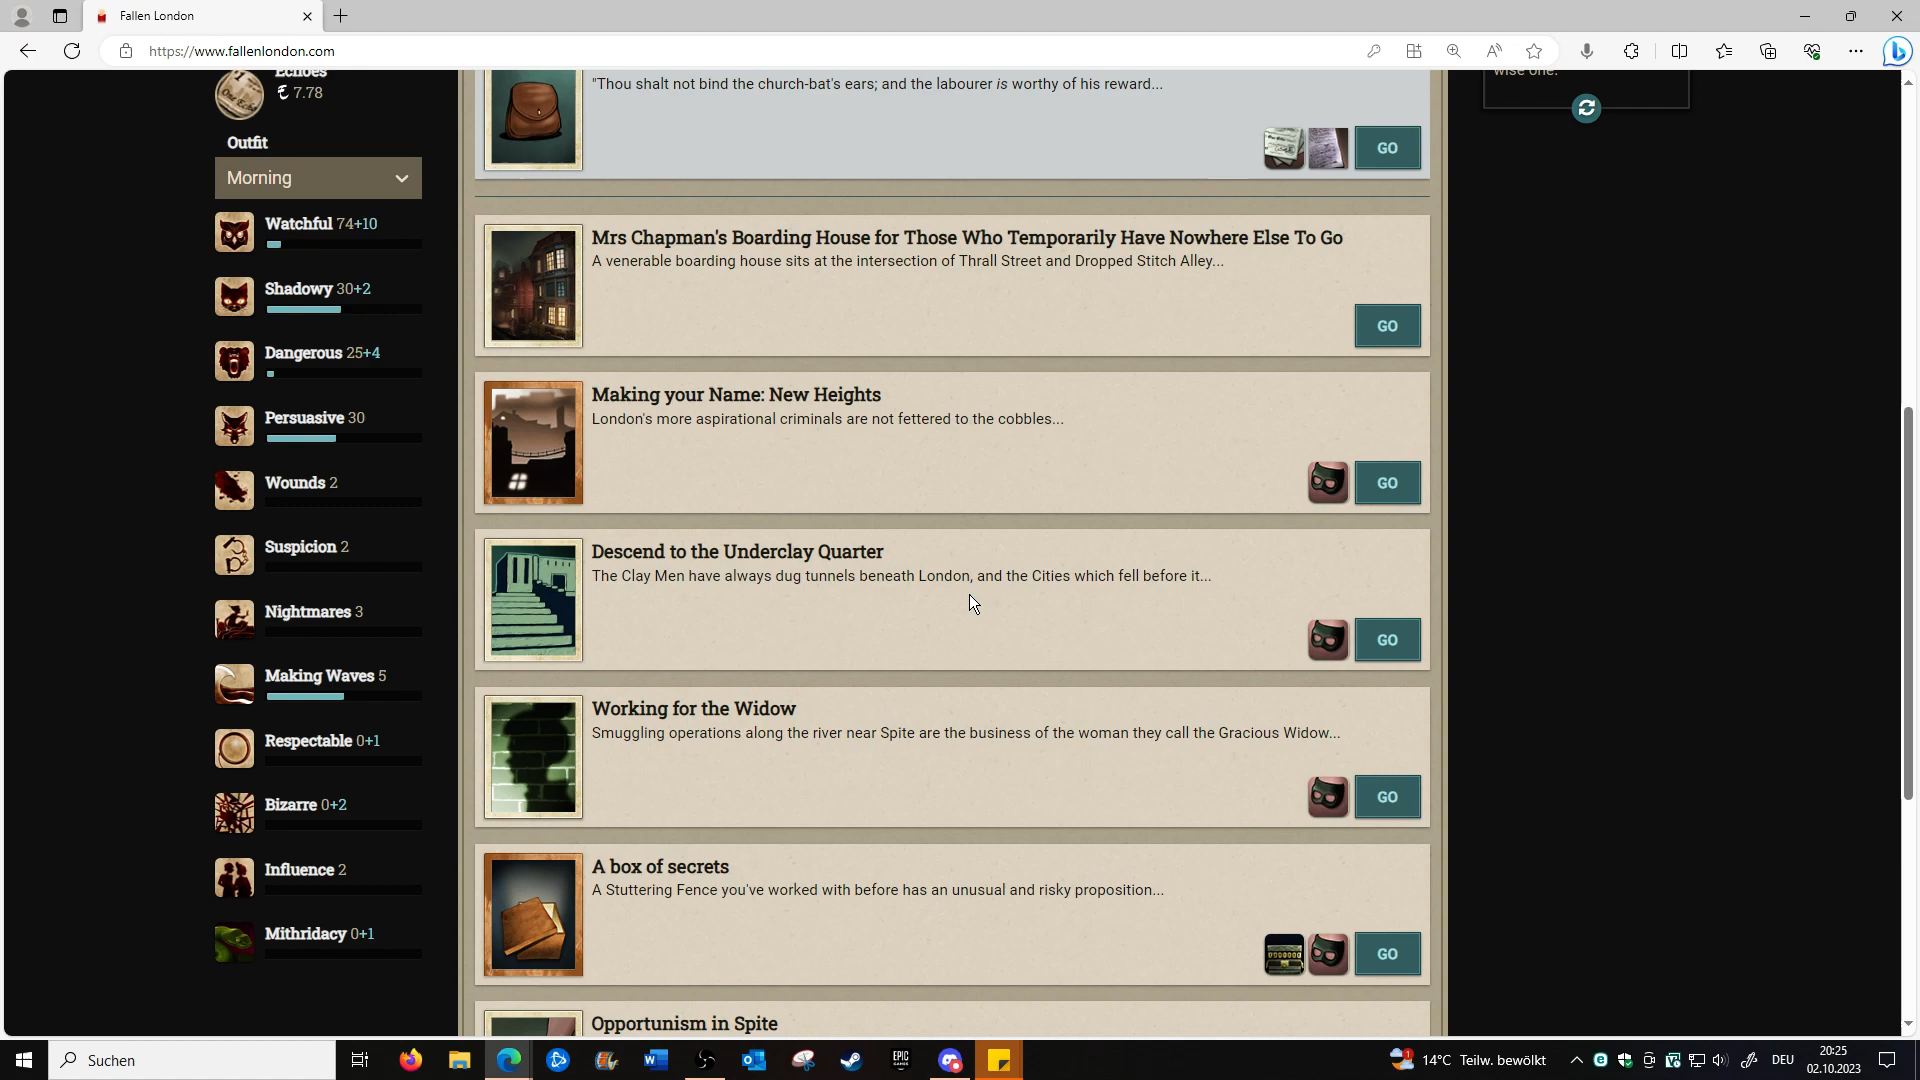 Fallen London
https://www.fallenlondon.com
Echoes
7.78
Outfit
Morning
Watchful 74+10
Shadowy 30+2
Dangerous 25+4
Persuasive 30
Wounds 2
Suspicion 2
Nightmares 3
Making Waves 5
Respectable 0+1
Bizarre 0+2
Influence 2
Mithridacy 0+1
"Thou shalt not bind the church-bat's ears; and the labourer is worthy of his reward...
GO
Mrs Chapman's Boarding House for Those Who Temporarily Have Nowhere Else To Go
A venerable boarding house sits at the intersection of Thrall Street and Dropped Stitch Alley...
GO
Making your Name: New Heights
London's more aspirational criminals are not fettered to the cobbles...
GO
Descend to the Underclay Quarter
The Clay Men have always dug tunnels beneath London, and the Cities which fell before it...
GO
Working for the Widow
Smuggling operations along the river near Spite are the business of the woman they call the Gracious Widow...
GO
A box of secrets
A Stuttering Fence you've worked with before has an unusual and risky proposition...
GO
Opportunism in Spite
wise one.
Suchen
EPIC
GAMES
1
14°C Teilw. bewölkt
DEU
20:25
02.10.2023